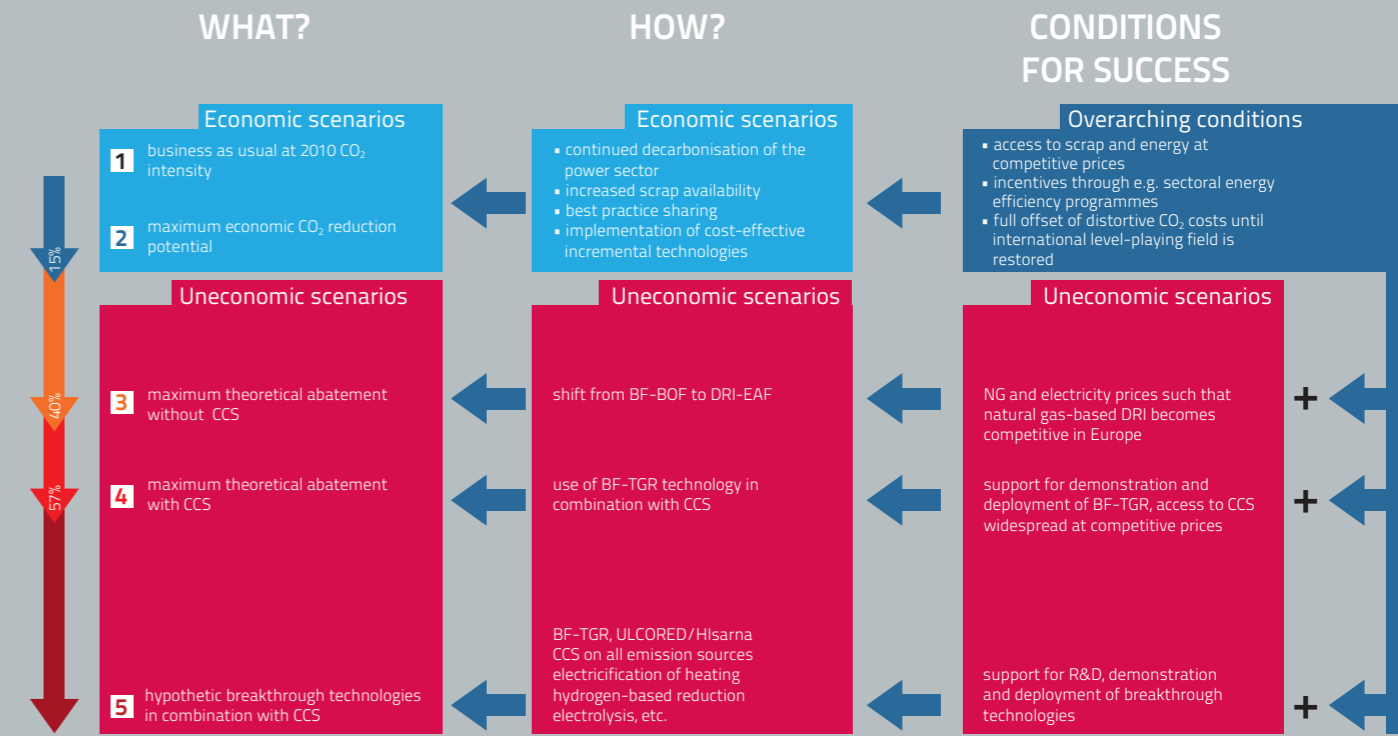 WHAT?
HOW?
CONDITIONS
FOR SUCCESS
Economic scenarios
1
business as usual at 2010 CO₂
intensity
2
maximum economic CO₂ reduction
potential
Economic scenarios
▪ continued decarbonisation of the
power sector
▪ increased scrap availability
▪ best practice sharing
▪ implementation of cost-effective
incremental technologies
Overarching conditions
▪ access to scrap and energy at
competitive prices
▪ incentives through e.g. sectoral energy
efficiency programmes
▪ full offset of distortive CO₂ costs until
international level-playing field is
restored
15%
Uneconomic scenarios
Uneconomic scenarios
Uneconomic scenarios
40%
3
maximum theoretical abatement
without CCS
shift from BF-BOF to DRI-EAF
NG and electricity prices such that
natural gas-based DRI becomes
competitive in Europe
+
57%
4
maximum theoretical abatement
with CCS
use of BF-TGR technology in
combination with CCS
support for demonstration and
deployment of BF-TGR, access to CCS
widespread at competitive prices
+
5
hypothetic breakthrough technologies
in combination with CCS
BF-TGR, ULCORED/HIsarna
CCS on all emission sources
electricification of heating
hydrogen-based reduction
electrolysis, etc.
support for R&D, demonstration
and deployment of breakthrough
technologies
+